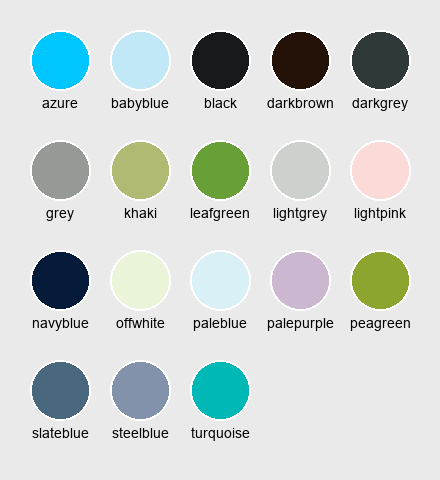 azure babyblue black darkbrown darkgrey
grey khaki leafgreen lightgrey lightpink
navyblue offwhite paleblue palepurple peagreen
slateblue steelblue turquoise